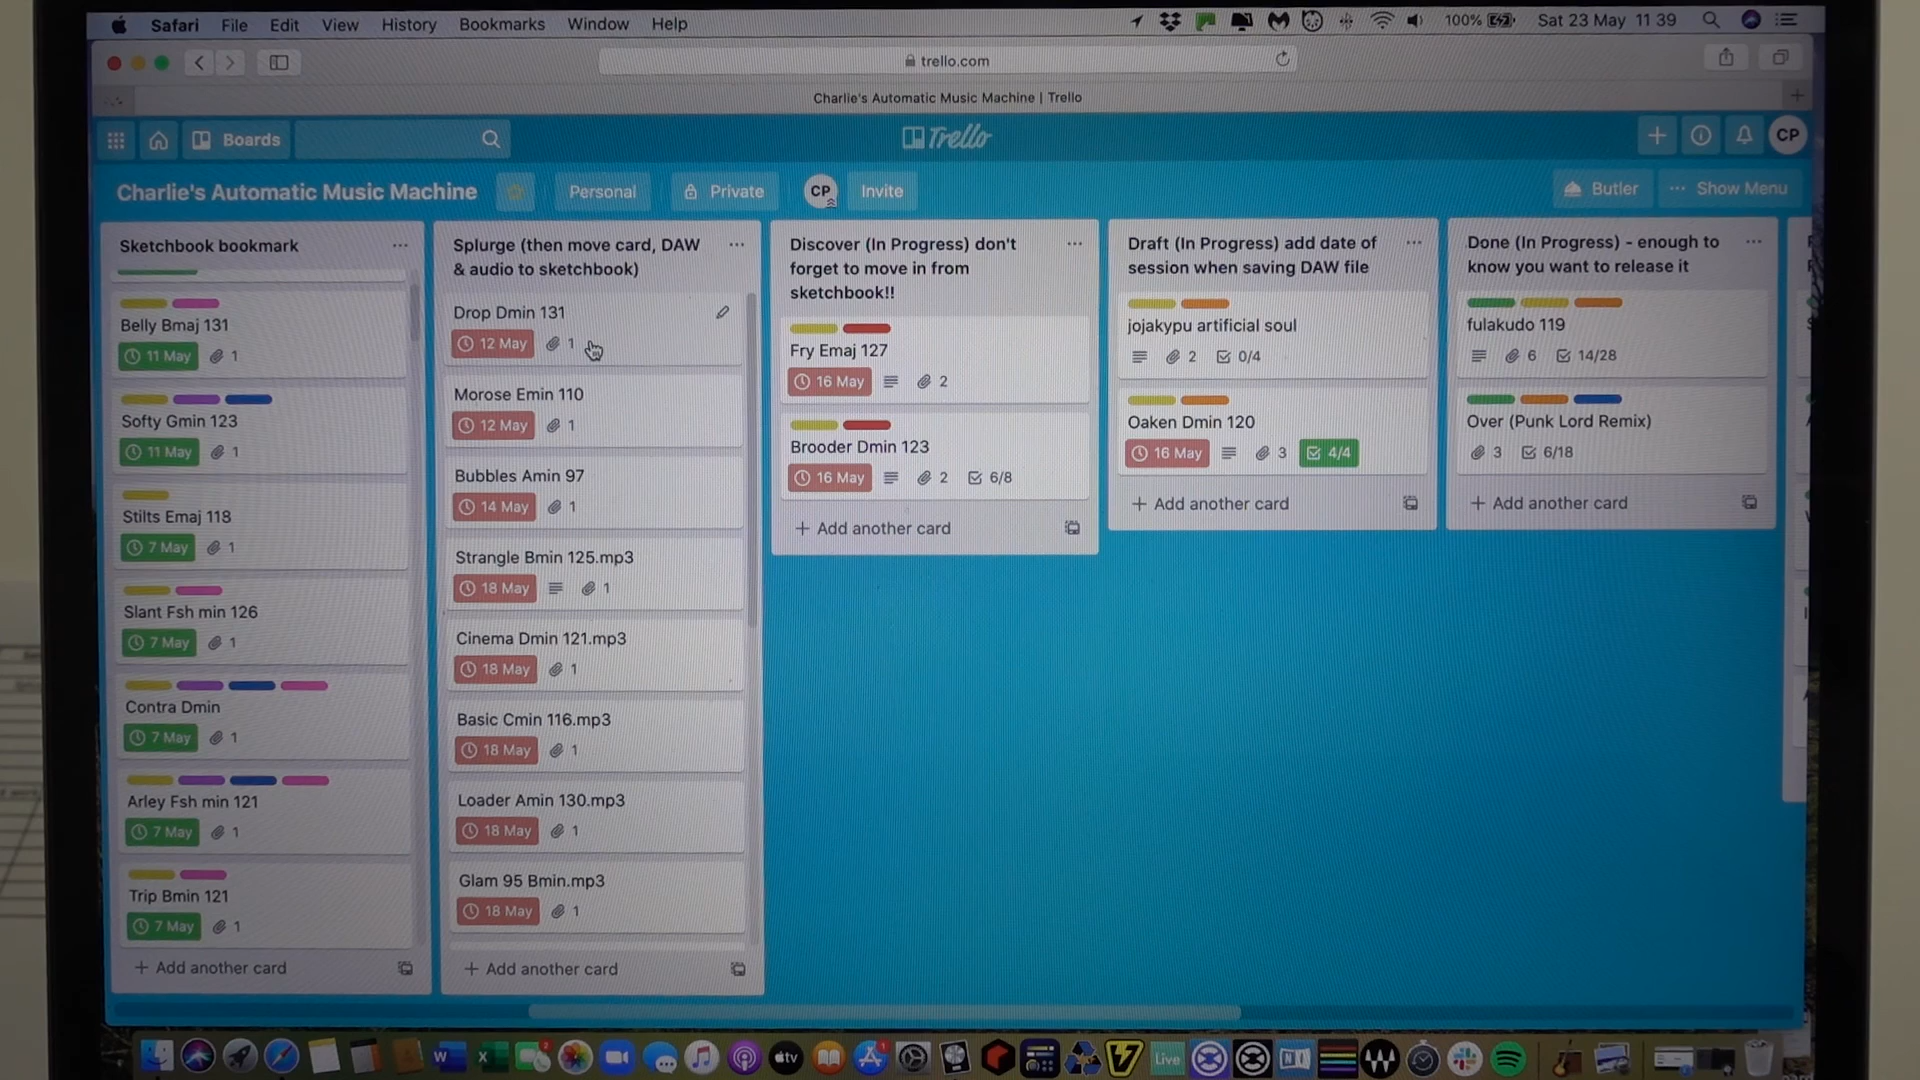 Safari File Edit View History Bookmarks Window Help 100% Sat 23 May 11 39
trello.com
Charlie's Automatic Music Machine | Trello
Boards Trello CP
Charlie's Automatic Music Machine Personal Private CP Invite Butler ... Show Menu
Sketchbook bookmark ...
Belly Bmaj 131
11 May 1
Softy Gmin 123
11 May 1
Stilts Emaj 118
7 May 1
Slant Fsh min 126
7 May 1
Contra Dmin
7 May 1
Arley Fsh min 121
7 May 1
Trip Bmin 121
7 May 1
+ Add another card
Splurge (then move card, DAW ...
& audio to sketchbook)
Drop Dmin 131
12 May 1
Morose Emin 110
12 May 1
Bubbles Amin 97
14 May 1
Strangle Bmin 125.mp3
18 May 1
Cinema Dmin 121.mp3
18 May 1
Basic Cmin 116.mp3
18 May 1
Loader Amin 130.mp3
18 May 1
Glam 95 Bmin.mp3
18 May 1
+ Add another card
Discover (In Progress) don't ...
forget to move in from
sketchbook!!
Fry Emaj 127
16 May 2
Brooder Dmin 123
16 May 2 6/8
+ Add another card
Draft (In Progress) add date of ...
session when saving DAW file
jojakypu artificial soul
2 0/4
Oaken Dmin 120
16 May 3 4/4
+ Add another card
Done (In Progress) - enough to ...
know you want to release it
fulakudo 119
6 14/28
Over (Punk Lord Remix)
3 6/18
+ Add another card
W X tv Live